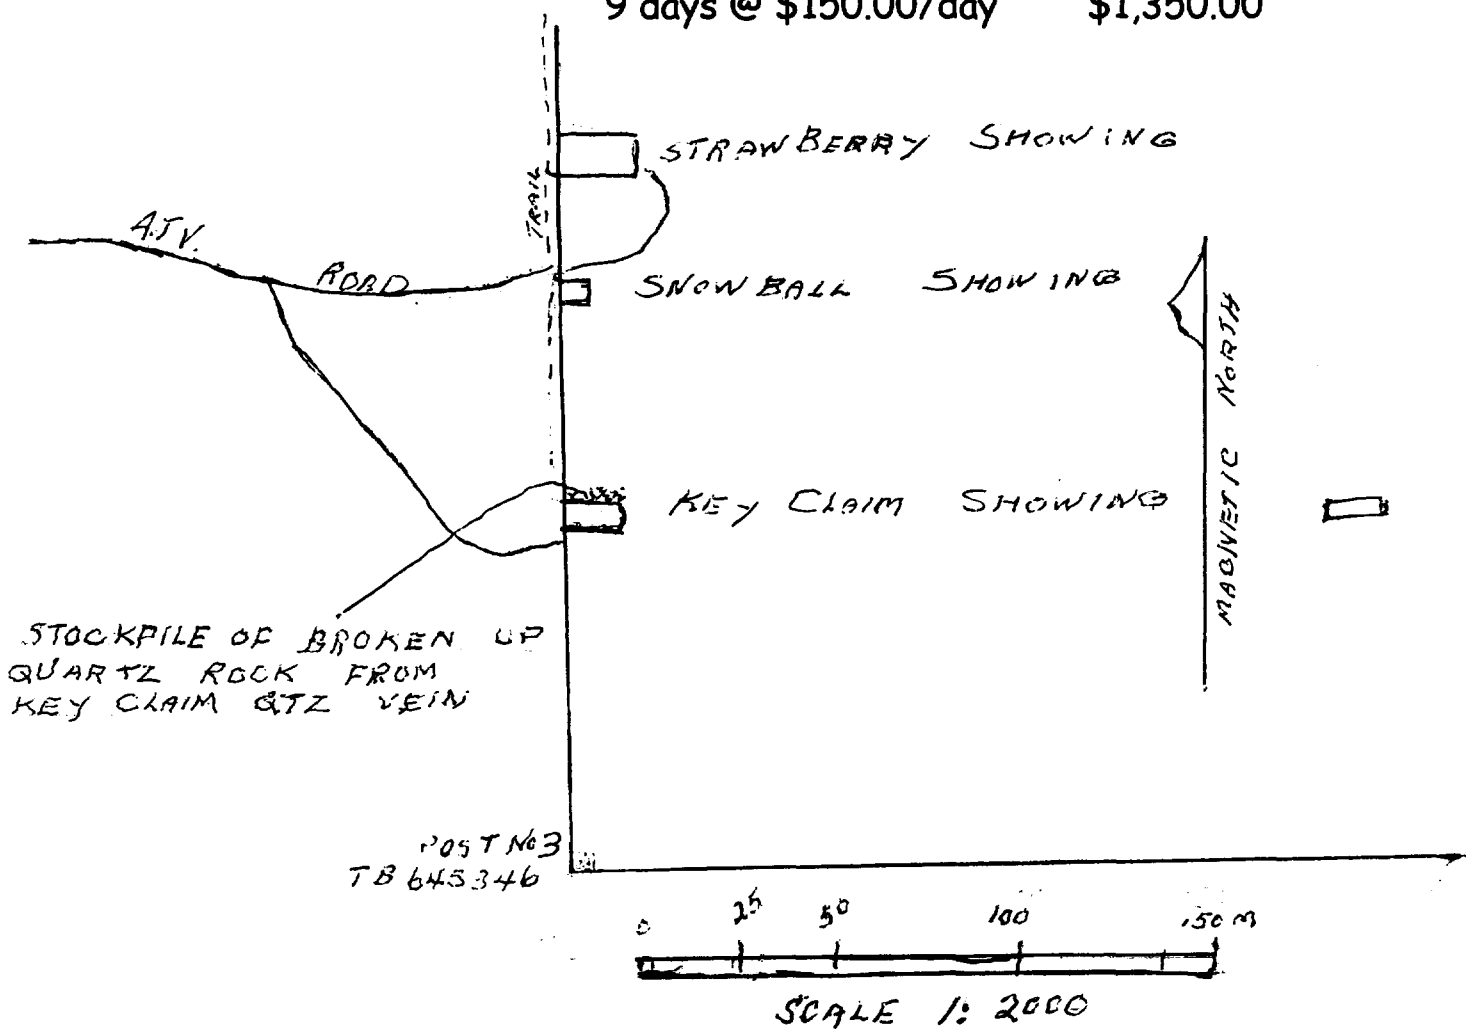 9 days @ $150.00/day $1,350.00
STRAWBERRY SHOWING
TRAIL
A.T.V.
ROAD
SNOWBALL SHOWING
MAGNETIC NORTH
KEY CLAIM SHOWING
STOCKPILE OF BROKEN UP
QUARTZ ROCK FROM
KEY CLAIM QTZ VEIN
POST No 3
TB 645346
0 25 50 100 150 m
SCALE 1: 2000